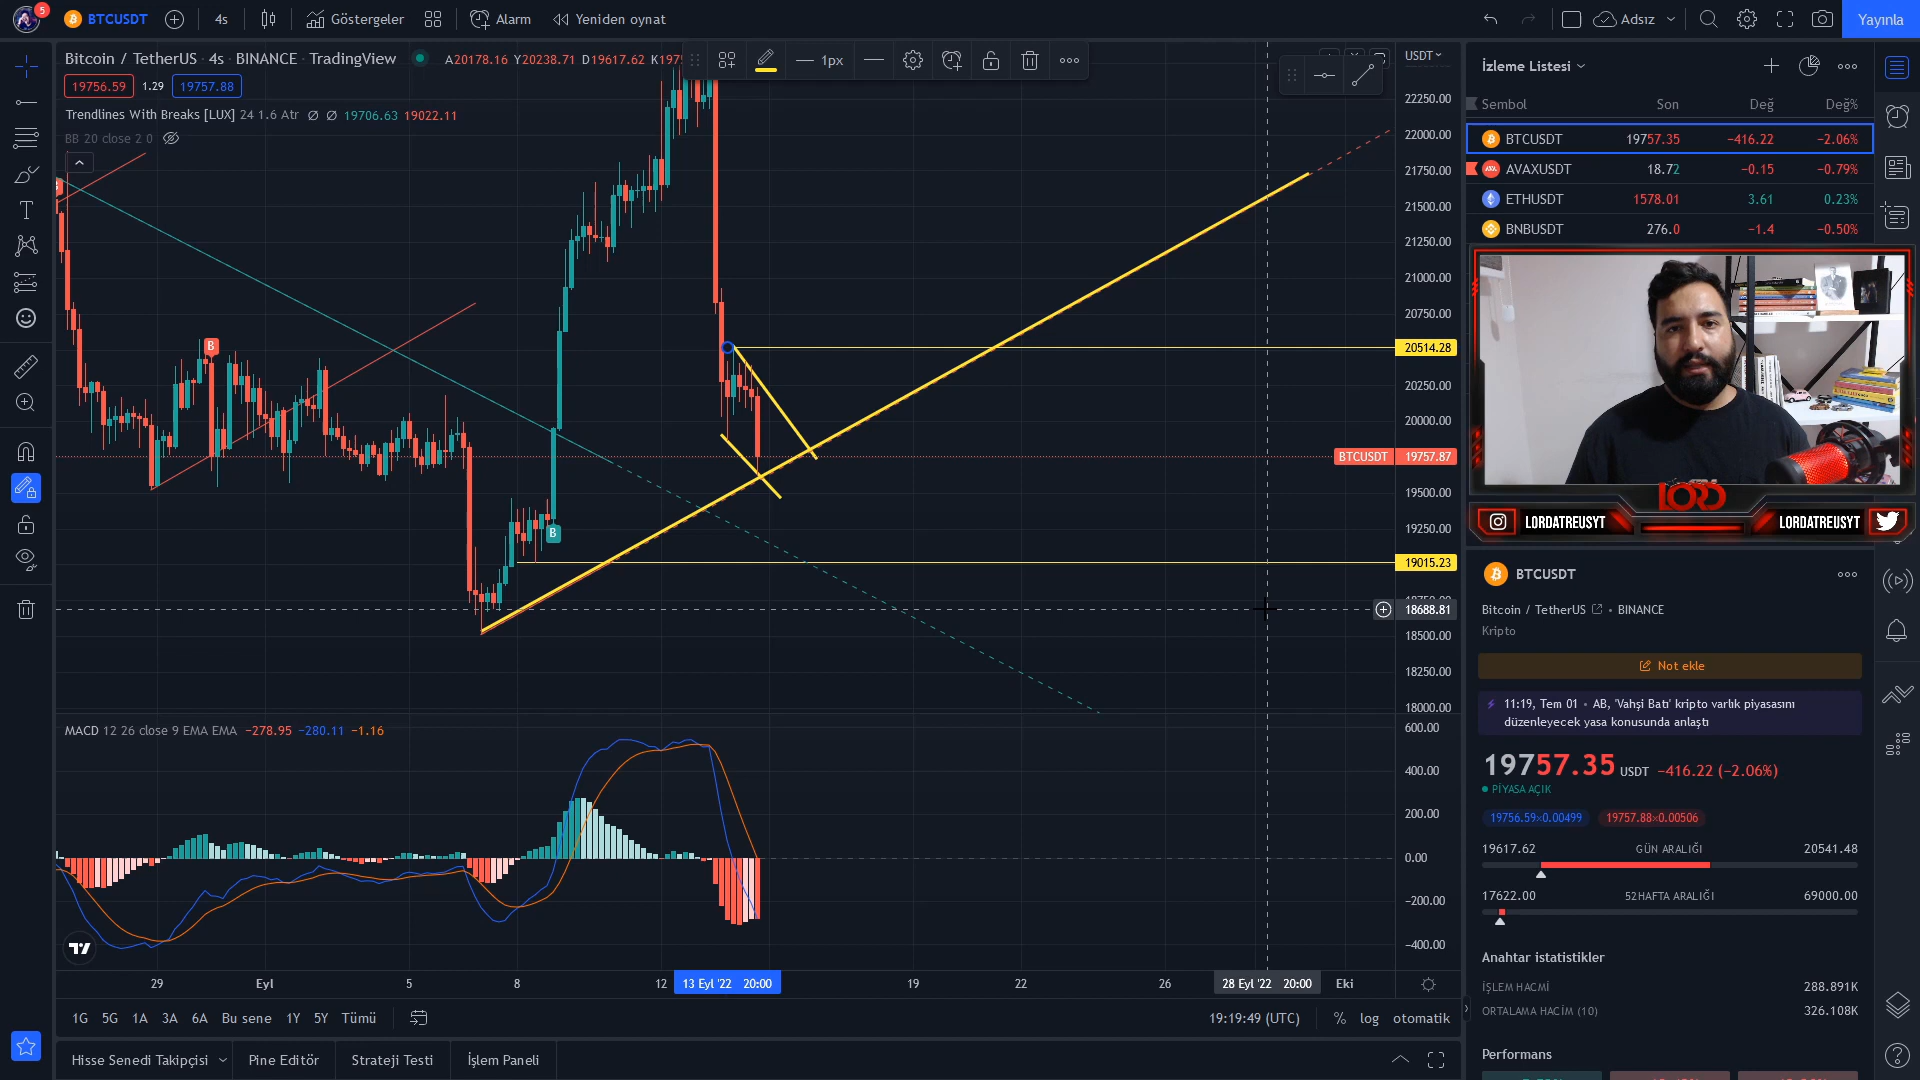 5
BTCUSDT
4s
Göstergeler
Alarm
Yeniden oynat
Adsız
Yayınla
Bitcoin / TetherUS · 4s · BINANCE · TradingView
A20178.16 Y20238.71 D19617.62
1px
USDT
19756.59 1.29 19757.88
Trendlines With Breaks [LUX] 24 1.6 Atr Ø Ø 19706.63 19022.11
BB 20 close 2 0
B
B
22250.00
22000.00
21750.00
21500.00
21250.00
21000.00
20750.00
20514.28
20250.00
20000.00
BTCUSDT 19757.87
19500.00
19250.00
19015.23
18688.81
18500.00
18250.00
18000.00
MACD 12 26 close 9 EMA EMA −278.95 −280.11 −1.16
600.00
400.00
200.00
0.00
−200.00
−400.00
29
Eyl
5
8
12
13 Eyl '22 20:00
19
22
26
28 Eyl '22 20:00
Eki
1G 5G 1A 3A 6A Bu sene 1Y 5Y Tümü
19:19:49 (UTC)
% log otomatik
Hisse Senedi Takipçisi
Pine Editör
Strateji Testi
İşlem Paneli
İzleme Listesi
Sembol Son Değ Değ%
BTCUSDT 19757.35 −416.22 −2.06%
AVAXUSDT 18.72 −0.15 −0.79%
ETHUSDT 1578.01 3.61 0.23%
BNBUSDT 276.0 −1.4 −0.50%
LORD
LORDATREUSYT
LORDATREUSYT
BTCUSDT
Bitcoin / TetherUS • BINANCE
Kripto
Not ekle
11:19, Tem 01 • AB, 'Vahşi Batı' kripto varlık piyasasını
düzenleyecek yasa konusunda anlaştı
19757.35 USDT −416.22 (−2.06%)
PİYASA AÇIK
19756.59×0.00499 19757.88×0.00506
19617.62 GÜN ARALIĞI 20541.48
17622.00 52HAFTA ARALIĞI 69000.00
Anahtar istatistikler
İŞLEM HACMİ 288.891K
ORTALAMA HACİM (10) 326.108K
Performans